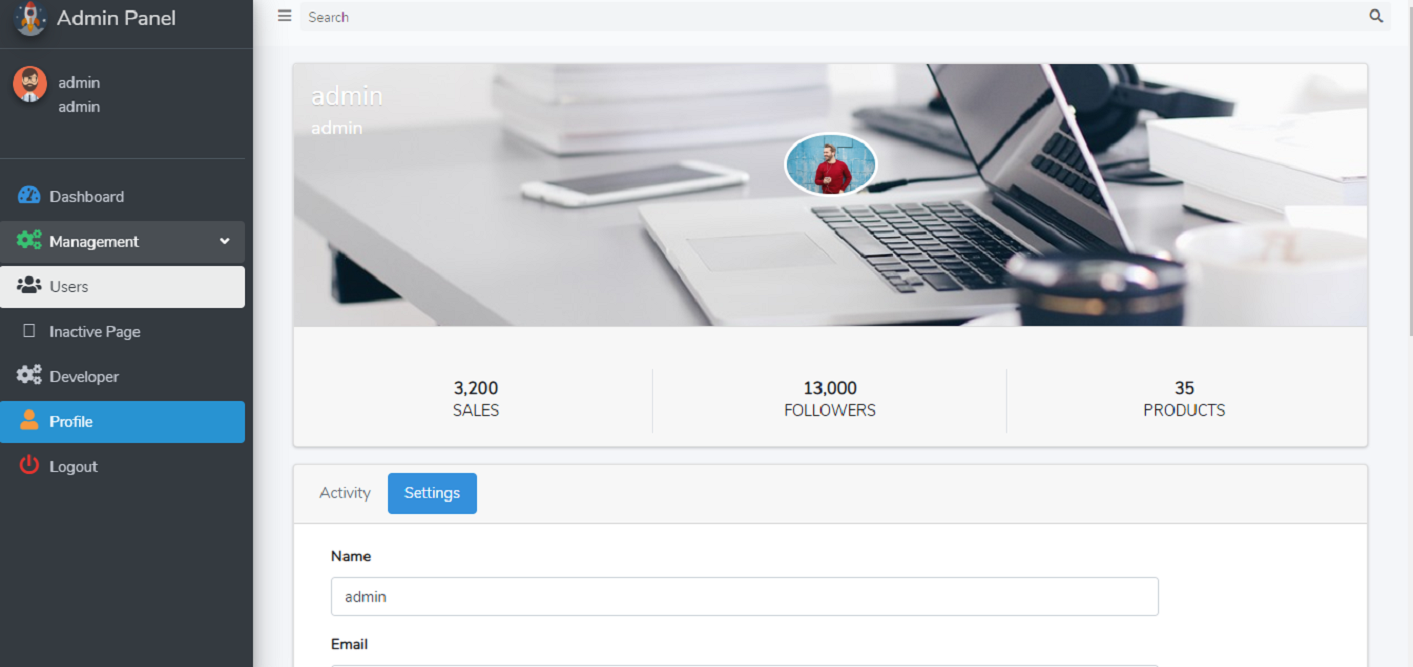 Admin Panel
Search
admin
admin
Dashboard
Management
Users
Inactive Page
Developer
Profile
Logout
admin
admin
3,200
SALES
13,000
FOLLOWERS
35
PRODUCTS
Activity
Settings
Name
admin
Email